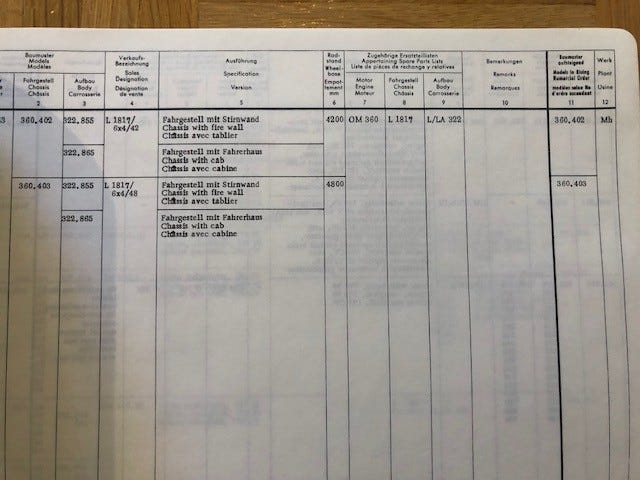 Baumuster
Models
Modèles
Fahrgestell
Chassis
Châssis
2
Aufbau
Body
Carrosserie
3
Verkaufs-
Bezeichnung
Sales
Designation
Désignation
de vente
4
Ausführung
Specification
Version
5
Rad-
stand
Wheel-
base
Empat-
tement
mm
6
Zugehörige Ersatzteillisten
Appertaining Spare Parts Lists
Liste de pièces de rechange y relatives
Motor
Engine
Moteur
7
Fahrgestell
Chassis
Châssis
8
Aufbau
Body
Carrosserie
9
Bemerkungen
Remarks
Remarques
10
Baumuster
aufsteigend
Models in Rising
Numerical Order
modèles selon No
d'ordre ascendant
11
Werk
Plant
Usine
12
3 360.402 322.855 L 1817/ Fahrgestell mit Stirnwand 4200 OM 360 L 1817 L/LA 322 360.402 Mh
6x4/42 Chassis with fire wall
Châssis avec tablier
322.865 Fahrgestell mit Fahrerhaus
Chassis with cab
Châssis avec cabine
360.403 322.855 L 1817/ Fahrgestell mit Stirnwand 4800 360.403
6x4/48 Chassis with fire wall
Châssis avec tablier
322.865 Fahrgestell mit Fahrerhaus
Chassis with cab
Châssis avec cabine